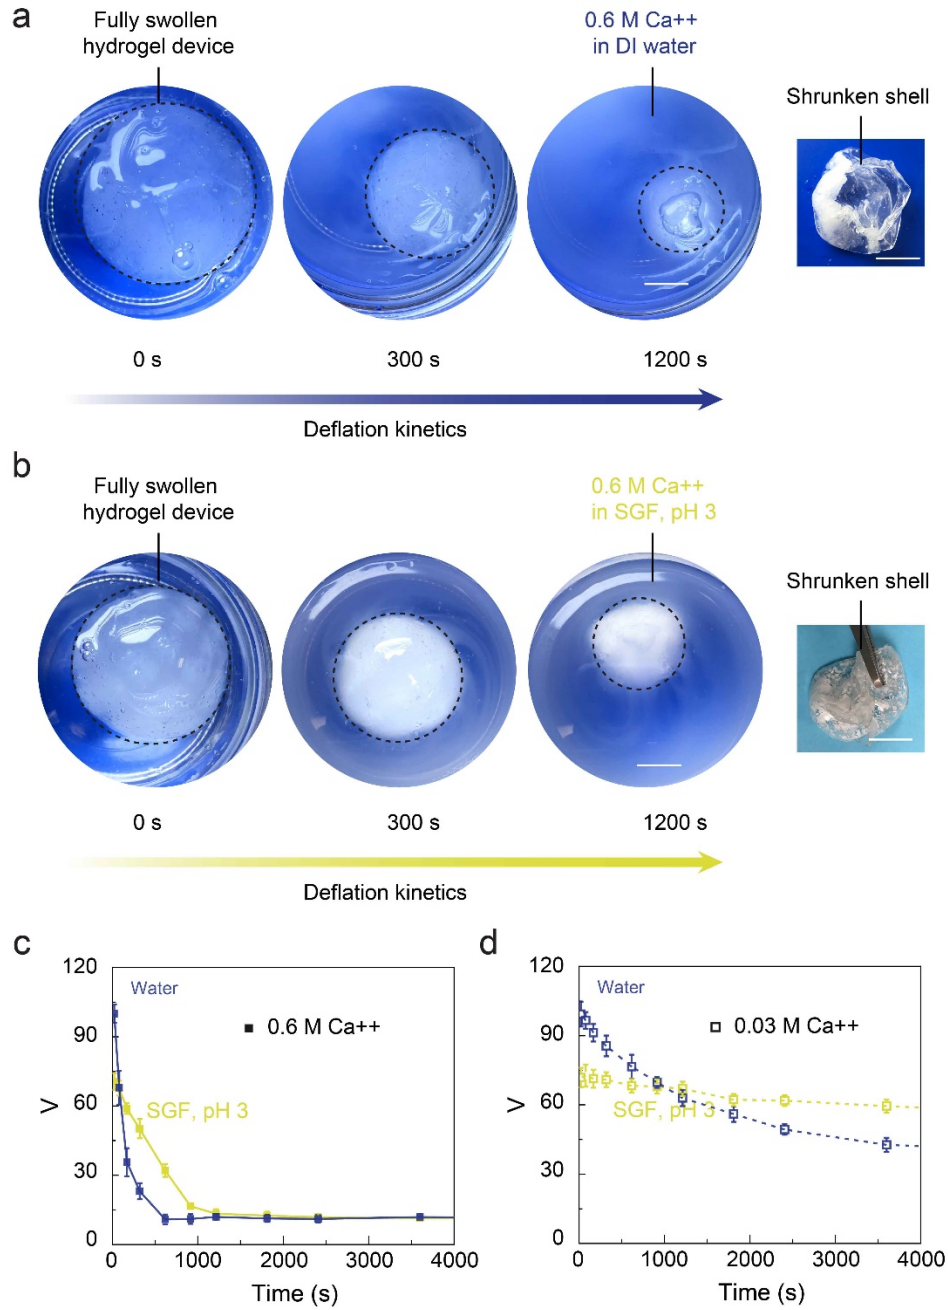 a
Fully swollen
hydrogel device
0.6 M Ca++
in DI water
Shrunken shell
0 s
300 s
1200 s
Deflation kinetics
b
Fully swollen
hydrogel device
0.6 M Ca++
in SGF, pH 3
Shrunken shell
0 s
300 s
1200 s
Deflation kinetics
c
120
90
60
30
0
V
Water
0.6 M Ca++
SGF, pH 3
0
1000
2000
3000
4000
Time (s)
d
120
90
60
30
0
V
Water
0.03 M Ca++
SGF, pH 3
0
1000
2000
3000
4000
Time (s)